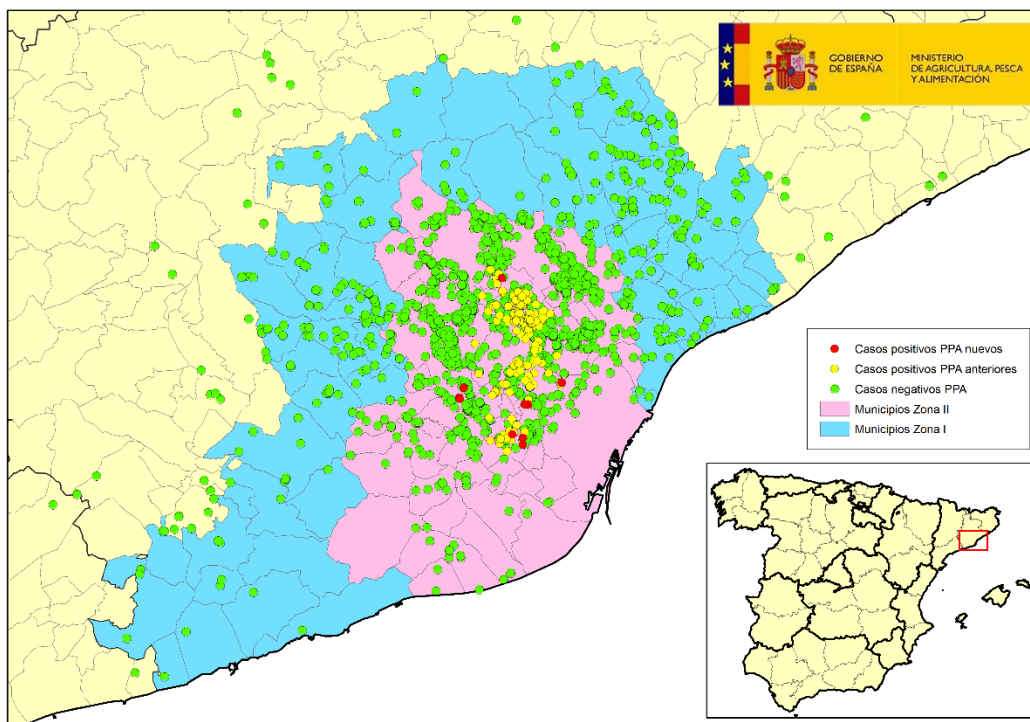 GOBIERNO
DE ESPAÑA
MINISTERIO
DE AGRICULTURA, PESCA
Y ALIMENTACIÓN
Casos positivos PPA nuevos
Casos positivos PPA anteriores
Casos negativos PPA
Municipios Zona II
Municipios Zona I